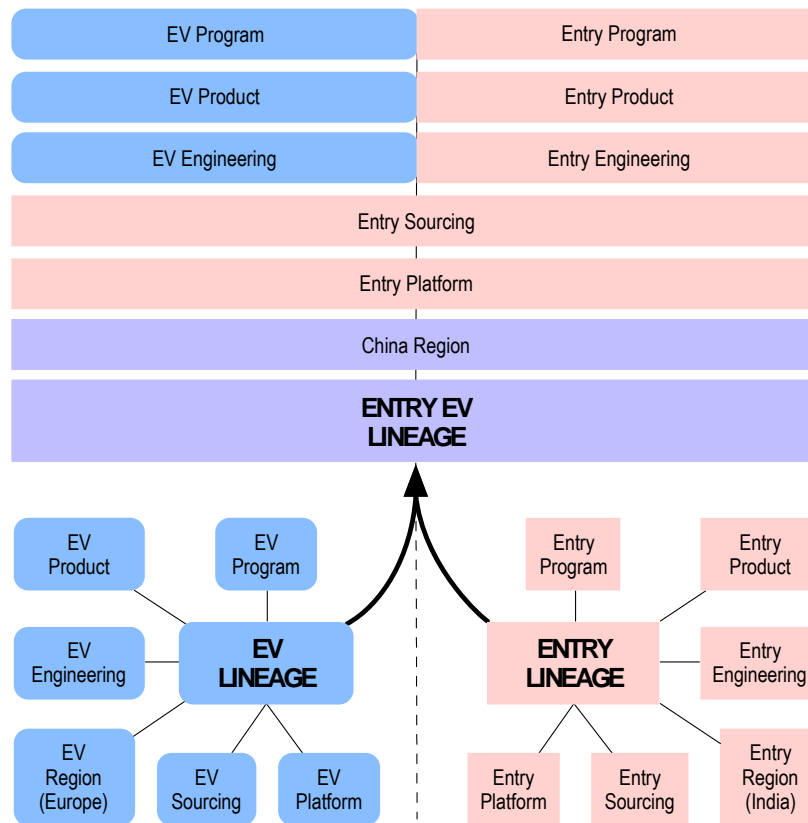 EV Program
Entry Program
EV Product
Entry Product
EV Engineering
Entry Engineering
Entry Sourcing
Entry Platform
China Region
ENTRY EV
LINEAGE
EV
Product
EV
Program
Entry
Program
Entry
Product
EV
Engineering
EV
LINEAGE
ENTRY
LINEAGE
Entry
Engineering
EV
Region
(Europe)
EV
Sourcing
EV
Platform
Entry
Platform
Entry
Sourcing
Entry
Region
(India)